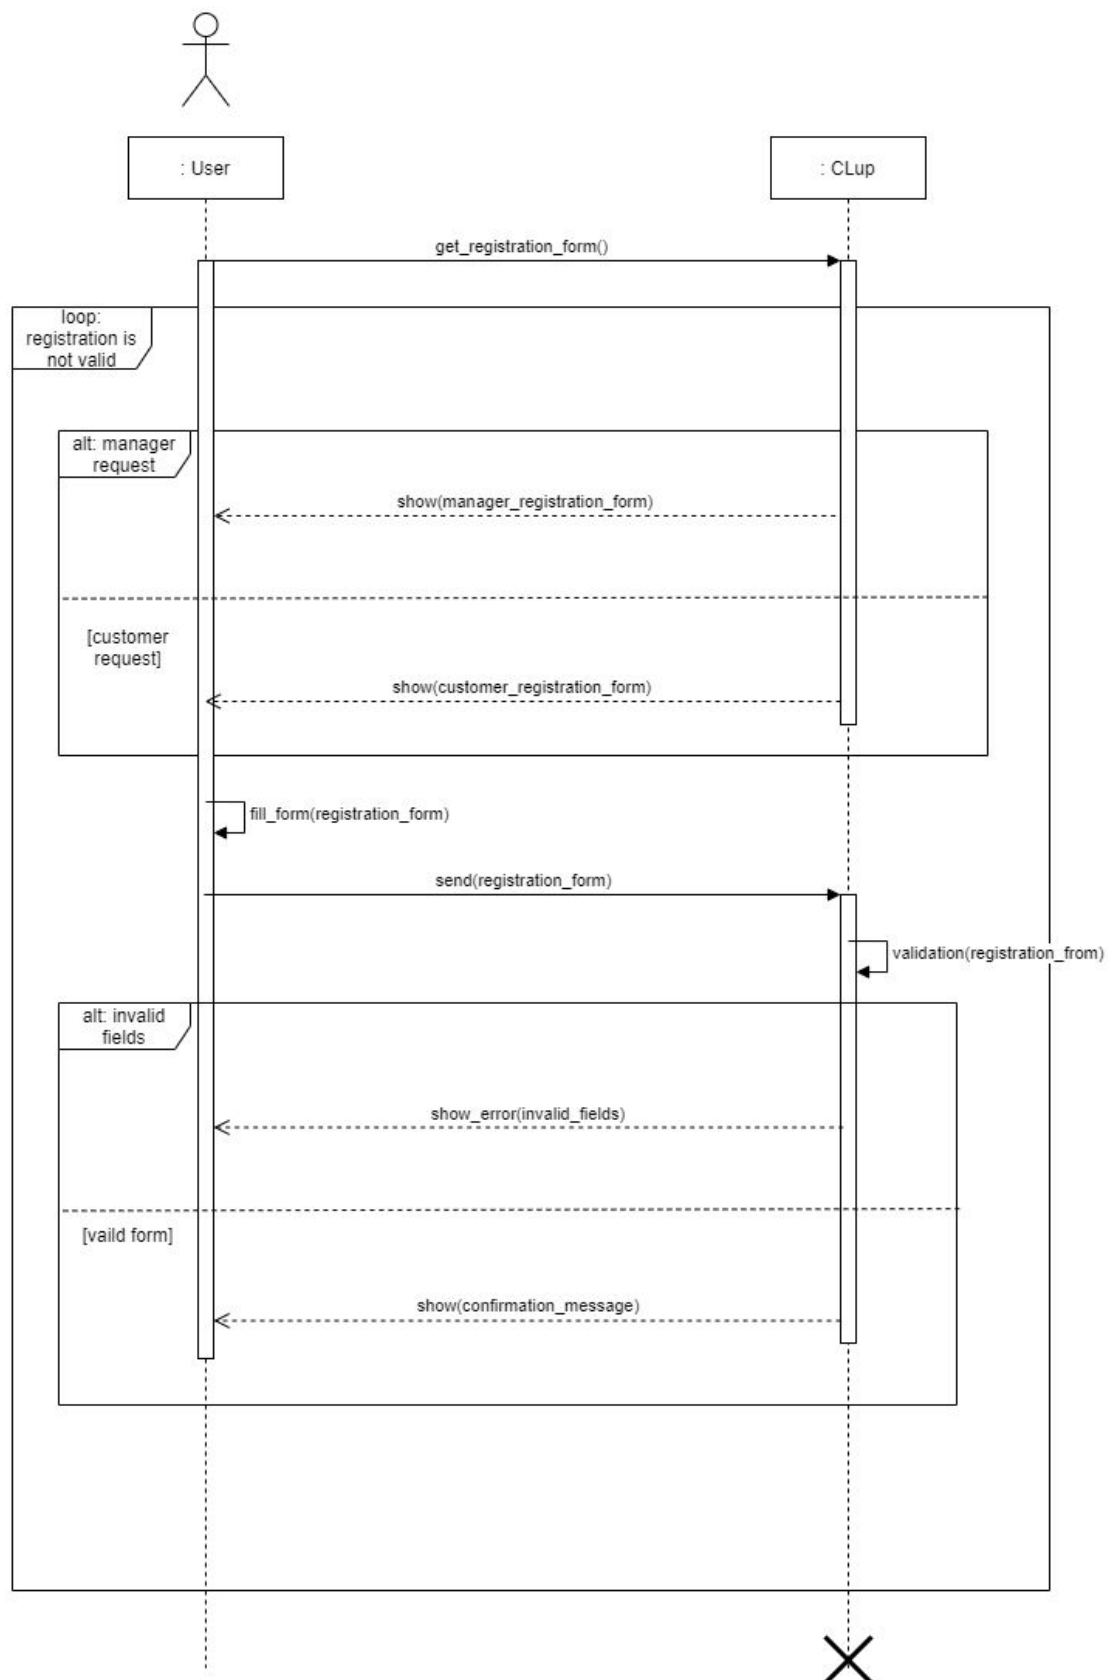 : User
: CLup
get_registration_form()
loop:
registration is
not valid
alt: manager
request
show(manager_registration_form)
[customer
request]
show(customer_registration_form)
fill_form(registration_form)
send(registration_form)
validation(registration_from)
alt: invalid
fields
show_error(invalid_fields)
[vaild form]
show(confirmation_message)